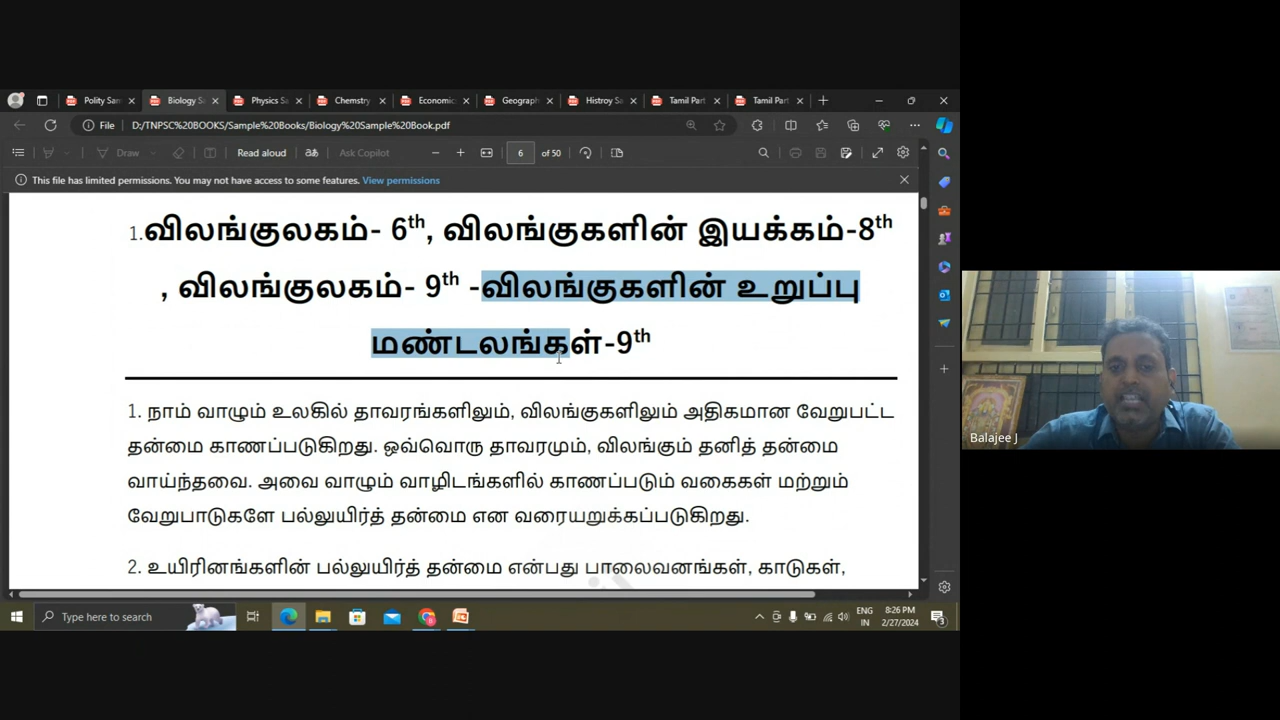 Polity Sam
Biology S
Physics Sa
Chemstry
Economic
Geograph
Histroy Sa
Tamil Part
Tamil Part
File D:/TNPSC%20BOOKS/Sample%20Books/Biology%20Sample%20Book.pdf
Draw
Read aloud
Ask Copilot
6 of 50
This file has limited permissions. You may not have access to some features. View permissions
1.விலங்குலகம்- 6th, விலங்குகளின் இயக்கம்-8th
, விலங்குலகம்- 9th -விலங்குகளின் உறுப்பு
மண்டலங்கள்-9th
1. நாம் வாழும் உலகில் தாவரங்களிலும், விலங்குகளிலும் அதிகமான வேறுபட்ட
தன்மை காணப்படுகிறது. ஒவ்வொரு தாவரமும், விலங்கும் தனித் தன்மை
வாய்ந்தவை. அவை வாழும் வாழிடங்களில் காணப்படும் வகைகள் மற்றும்
வேறுபாடுகளே பல்லுயிர்த் தன்மை என வரையறுக்கப்படுகிறது.
2. உயிரினங்களின் பல்லுயிர்த் தன்மை என்பது பாலைவனங்கள், காடுகள்,
Balajee J
Type here to search
ENG
IN
8:26 PM
2/27/2024
3